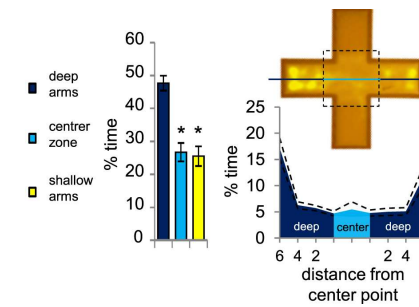 deep
arms
centrer
zone
shallow
arms
% time
60
50
40
30
20
10
0
* *
% time
25
20
15
10
5
0
deep
center
deep
6 4 2
2 4
distance from
center point